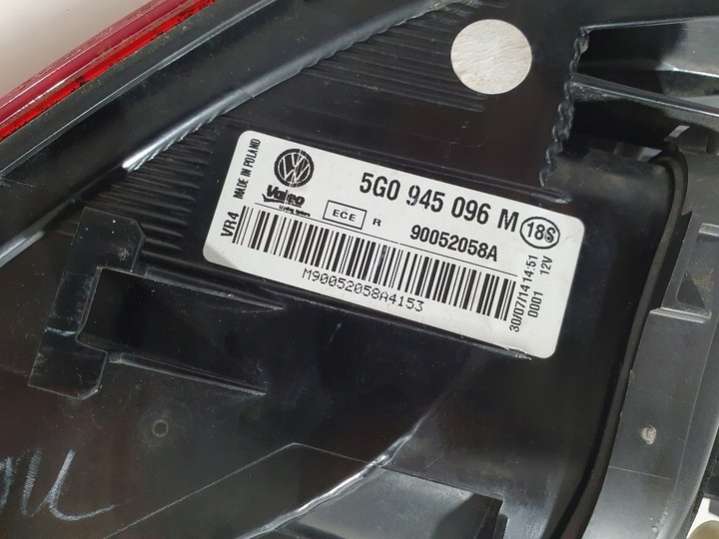 MADE IN POLAND
VR4
Valeo
5G0 945 096 M
18S
ECE R
90052058A
M90052058A4153
30/07/14 14:51
0001 12V